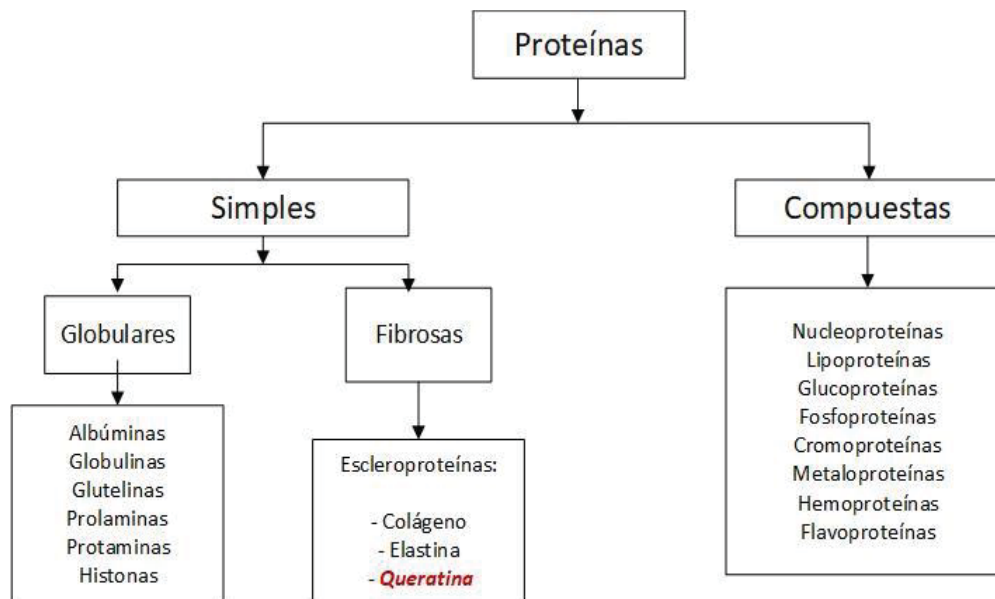 Proteínas
Simples
Compuestas
Globulares
Fibrosas
Albúminas
Globulinas
Glutelinas
Prolaminas
Protaminas
Histonas
Escleroproteínas:
- Colágeno
- Elastina
- Queratina
Nucleoproteínas
Lipoproteínas
Glucoproteínas
Fosfoproteínas
Cromoproteínas
Metaloproteínas
Hemoproteínas
Flavoproteínas